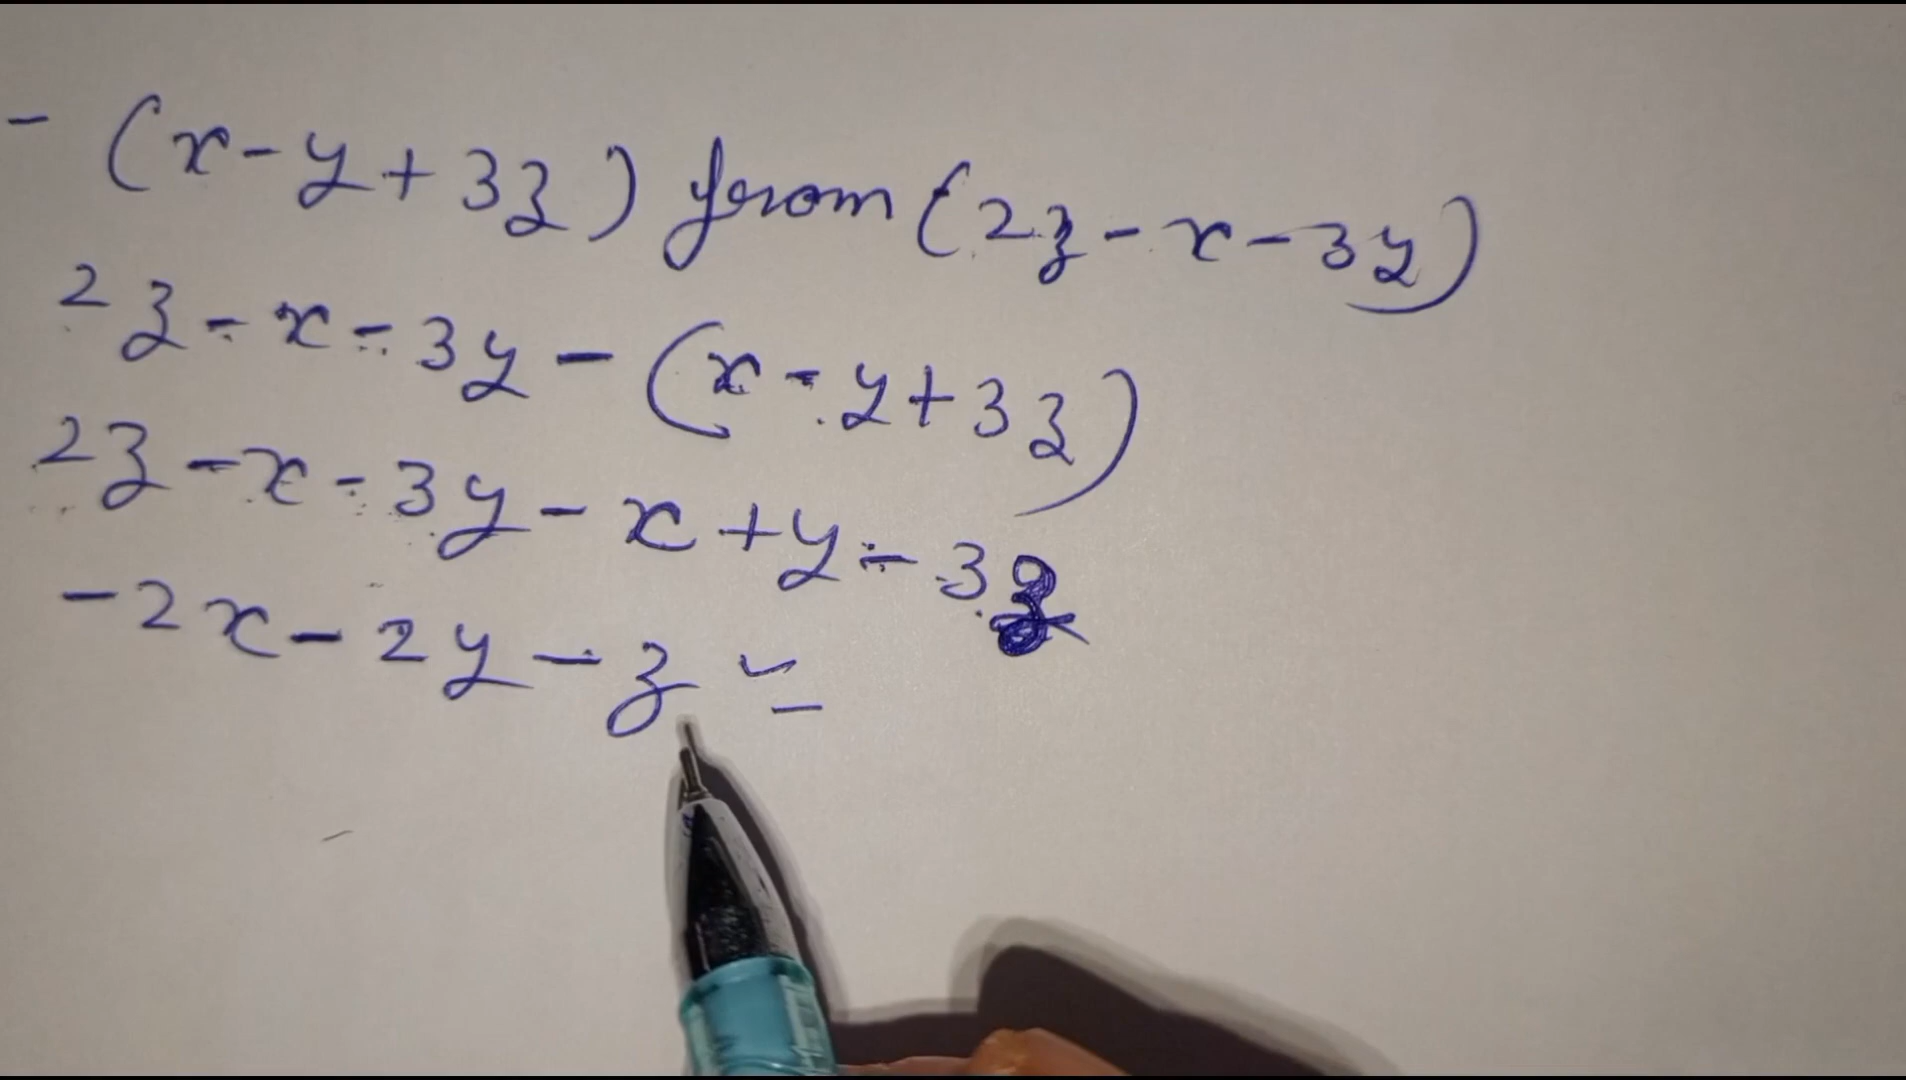 - (x-y+3z) from (2z-x-3y)
2z-x-3y-(x-y+3z)
2z-x-3y-x+y-3z
-2x-2y-z